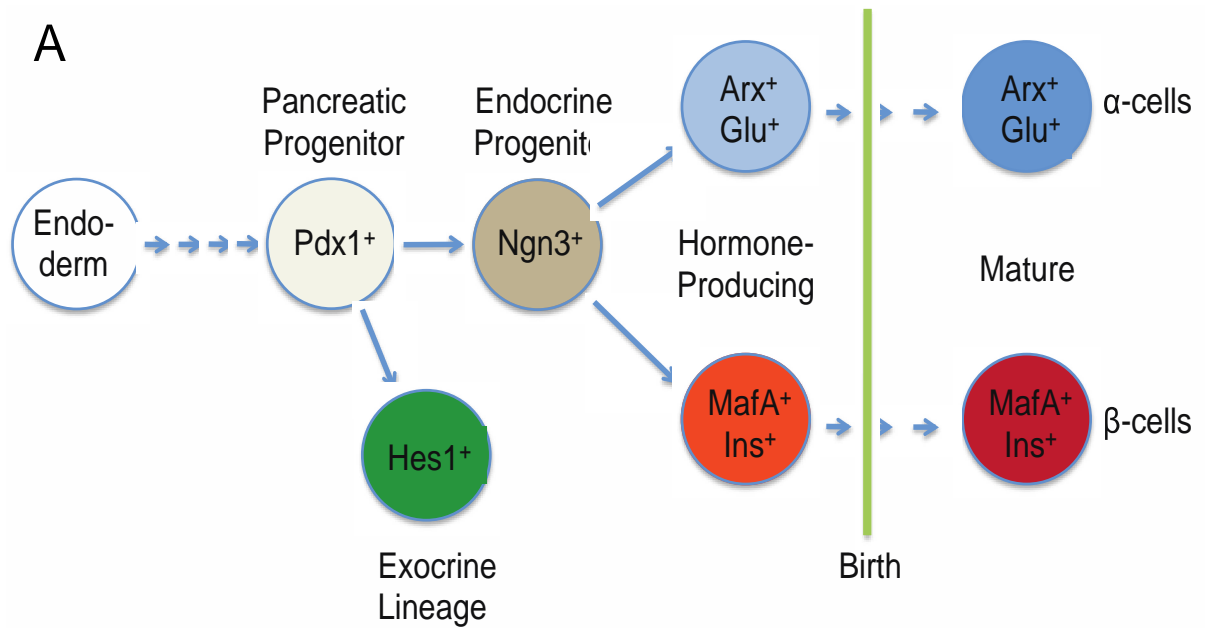 A
Pancreatic
Progenitor
Endocrine
Progenit
Arx⁺
Glu⁺
Arx⁺
Glu⁺
α-cells
Endo-
derm
Pdx1⁺
Ngn3⁺
Hormone-
Producing
Mature
Hes1⁺
MafA⁺
Ins⁺
MafA⁺
Ins⁺
β-cells
Exocrine
Lineage
Birth